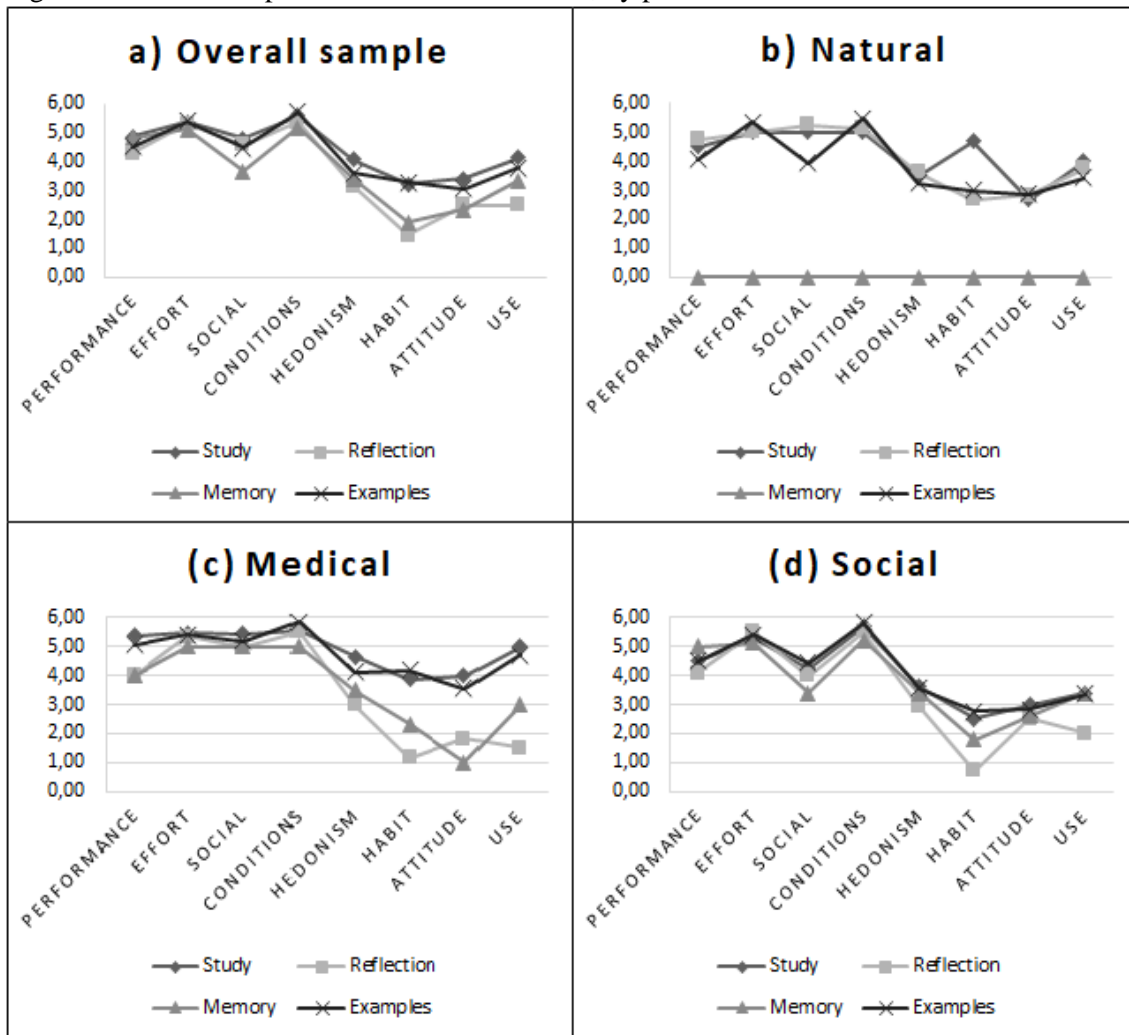 a) Overall sample
6,00
5,00
4,00
3,00
2,00
1,00
0,00
PERFORMANCE
EFFORT
SOCIAL
CONDITIONS
HEDONISM
HABIT
ATTITUDE
USE
Study
Reflection
Memory
Examples
b) Natural
6,00
5,00
4,00
3,00
2,00
1,00
0,00
PERFORMANCE
EFFORT
SOCIAL
CONDITIONS
HEDONISM
HABIT
ATTITUDE
USE
Study
Reflection
Memory
Examples
(c) Medical
6,00
5,00
4,00
3,00
2,00
1,00
0,00
PERFORMANCE
EFFORT
SOCIAL
CONDITIONS
HEDONISM
HABIT
ATTITUDE
USE
Study
Reflection
Memory
Examples
(d) Social
6,00
5,00
4,00
3,00
2,00
1,00
0,00
PERFORMANCE
EFFORT
SOCIAL
CONDITIONS
HEDONISM
HABIT
ATTITUDE
USE
Study
Reflection
Memory
Examples